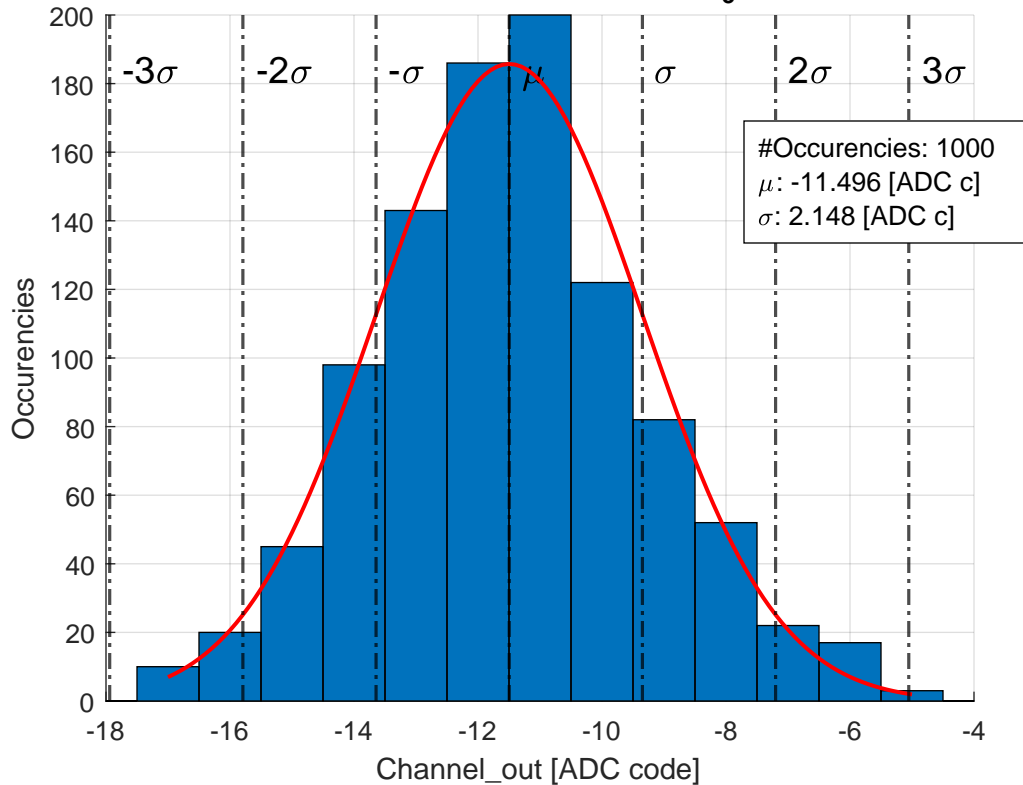 200
180
160
140
120
100
80
60
40
20
0
Occurencies
-3σ -2σ -σ μ σ 2σ 3σ
#Occurencies: 1000
μ: -11.496 [ADC c]
σ: 2.148 [ADC c]
-18 -16 -14 -12 -10 -8 -6 -4
Channel_out [ADC code]